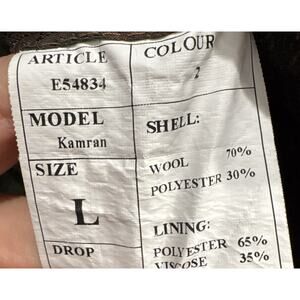 ARTICLE
E54834
MODEL
Kamran
SIZE
L
DROP
COLOUR
2
SHELL:
WOOL 70%
POLYESTER 30%
LINING:
POLYESTER 65%
VISCOSE 35%